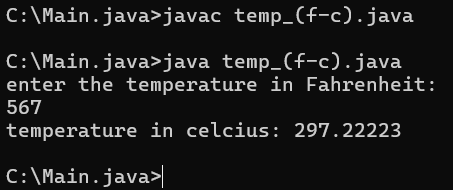 C:\Main.java>javac temp_(f-c).java
C:\Main.java>java temp_(f-c).java
enter the temperature in Fahrenheit:
567
temperature in celcius: 297.22223
C:\Main.java>